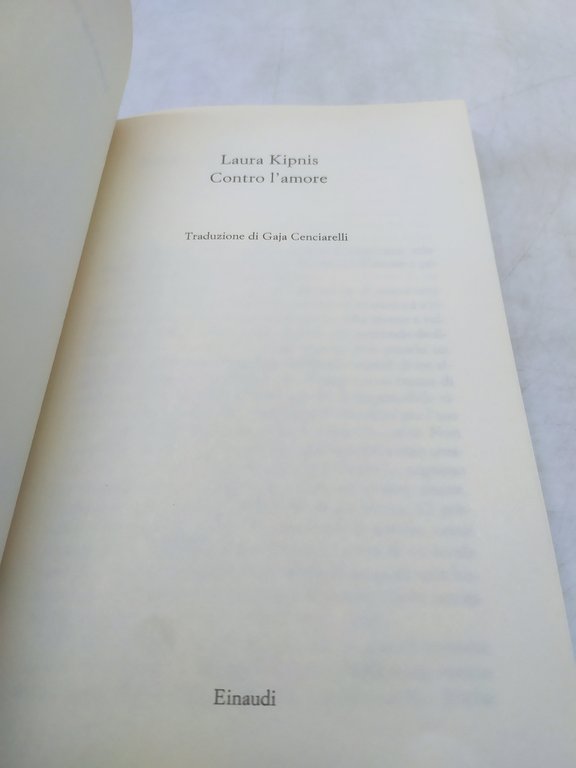 Laura Kipnis
Contro l'amore
Traduzione di Gaja Cenciarelli
Einaudi